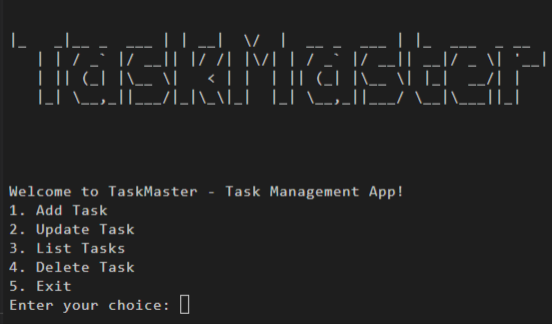 TaskMaster
Welcome to TaskMaster - Task Management App!
1. Add Task
2. Update Task
3. List Tasks
4. Delete Task
5. Exit
Enter your choice: